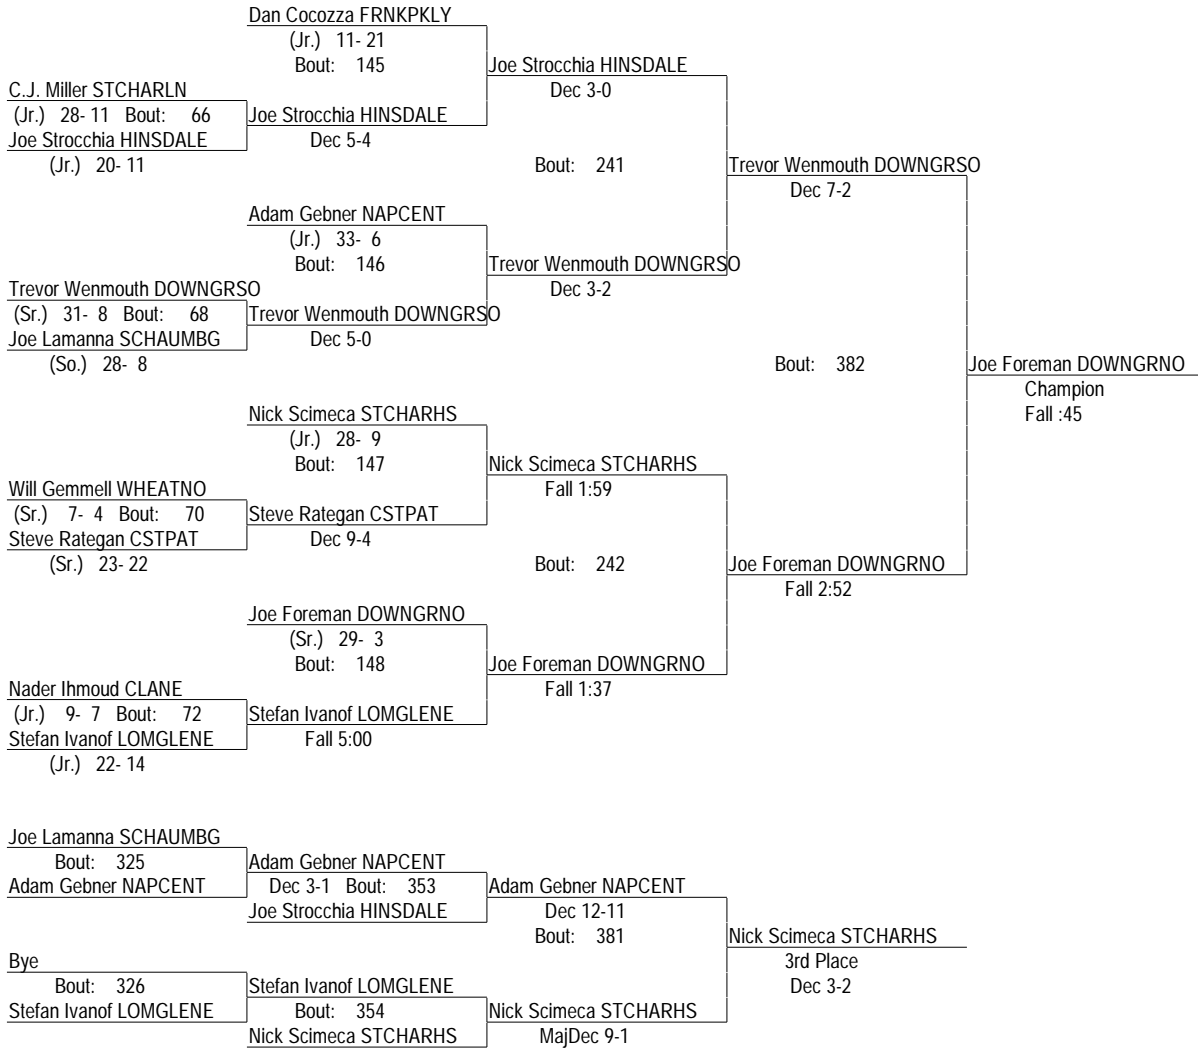 Dan Cocozza FRNKPKLY
(Jr.) 11- 21
Bout: 145 Joe Strocchia HINSDALE
C.J. Miller STCHARLN Dec 3-0
(Jr.) 28- 11 Bout: 66 Joe Strocchia HINSDALE
Joe Strocchia HINSDALE Dec 5-4
(Jr.) 20- 11 Bout: 241 Trevor Wenmouth DOWNGRSO
Dec 7-2
Adam Gebner NAPCENT
(Jr.) 33- 6
Bout: 146 Trevor Wenmouth DOWNGRSO
Trevor Wenmouth DOWNGRSO Dec 3-2
(Sr.) 31- 8 Bout: 68 Trevor Wenmouth DOWNGRSO
Joe Lamanna SCHAUMBG Dec 5-0
(So.) 28- 8 Bout: 382 Joe Foreman DOWNGRNO
Champion
Nick Scimeca STCHARHS Fall :45
(Jr.) 28- 9
Bout: 147 Nick Scimeca STCHARHS
Will Gemmell WHEATNO Fall 1:59
(Sr.) 7- 4 Bout: 70 Steve Rategan CSTPAT
Steve Rategan CSTPAT Dec 9-4
(Sr.) 23- 22 Bout: 242 Joe Foreman DOWNGRNO
Fall 2:52
Joe Foreman DOWNGRNO
(Sr.) 29- 3
Bout: 148 Joe Foreman DOWNGRNO
Nader Ihmoud CLANE Fall 1:37
(Jr.) 9- 7 Bout: 72 Stefan Ivanof LOMGLENE
Stefan Ivanof LOMGLENE Fall 5:00
(Jr.) 22- 14
Joe Lamanna SCHAUMBG
Bout: 325 Adam Gebner NAPCENT
Adam Gebner NAPCENT Dec 3-1 Bout: 353 Adam Gebner NAPCENT
Joe Strocchia HINSDALE Dec 12-11
Bout: 381 Nick Scimeca STCHARHS
Bye 3rd Place
Bout: 326 Stefan Ivanof LOMGLENE Dec 3-2
Stefan Ivanof LOMGLENE Bout: 354 Nick Scimeca STCHARHS
Nick Scimeca STCHARHS MajDec 9-1